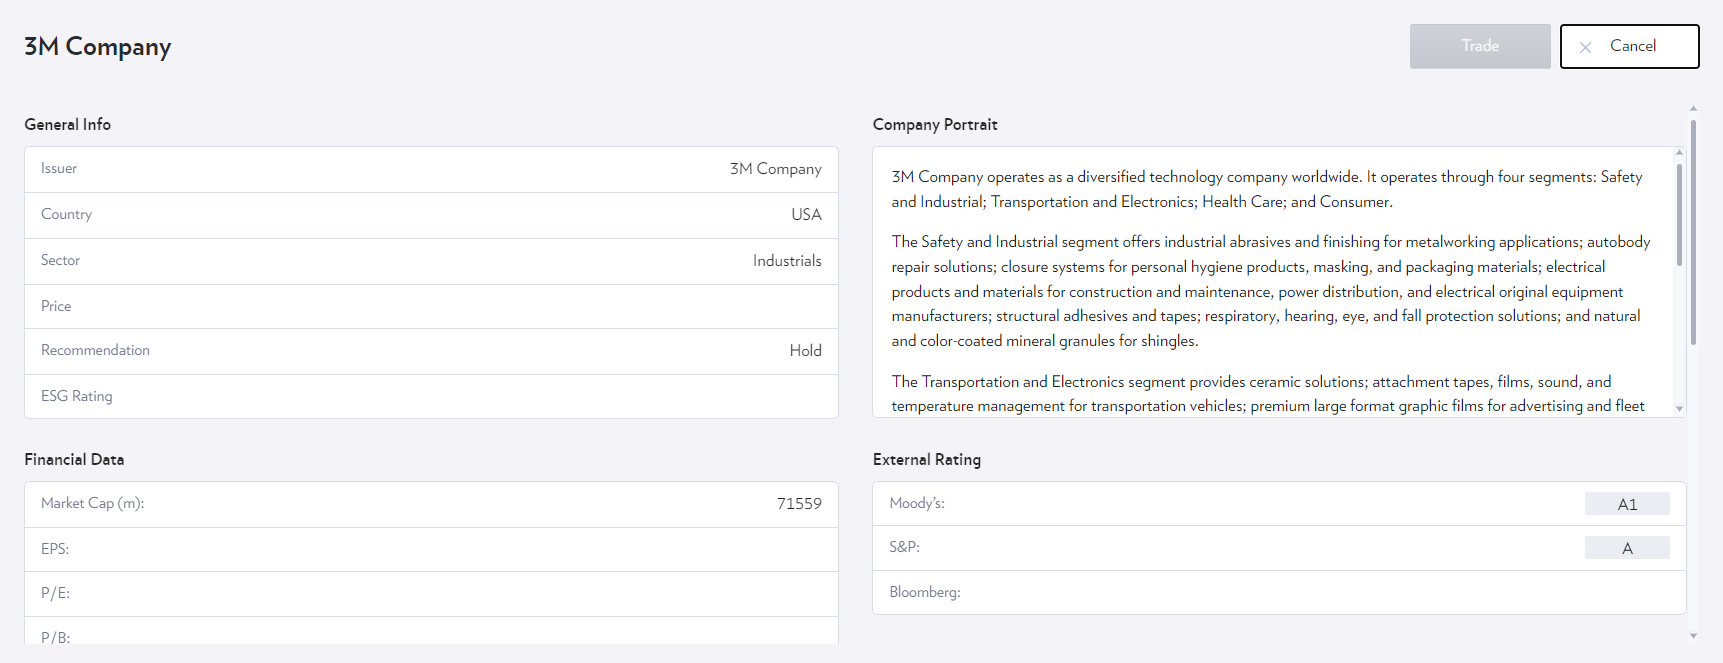 3M Company
Trade
Cancel
General Info
Issuer 3M Company
Country USA
Sector Industrials
Price
Recommendation Hold
ESG Rating
Company Portrait
3M Company operates as a diversified technology company worldwide. It operates through four segments: Safety
and Industrial; Transportation and Electronics; Health Care; and Consumer.
The Safety and Industrial segment offers industrial abrasives and finishing for metalworking applications; autobody
repair solutions; closure systems for personal hygiene products, masking, and packaging materials; electrical
products and materials for construction and maintenance, power distribution, and electrical original equipment
manufacturers; structural adhesives and tapes; respiratory, hearing, eye, and fall protection solutions; and natural
and color-coated mineral granules for shingles.
The Transportation and Electronics segment provides ceramic solutions; attachment tapes, films, sound, and
temperature management for transportation vehicles; premium large format graphic films for advertising and fleet
Financial Data
Market Cap (m): 71559
EPS:
P/E:
P/B:
External Rating
Moody's: A1
S&P: A
Bloomberg: